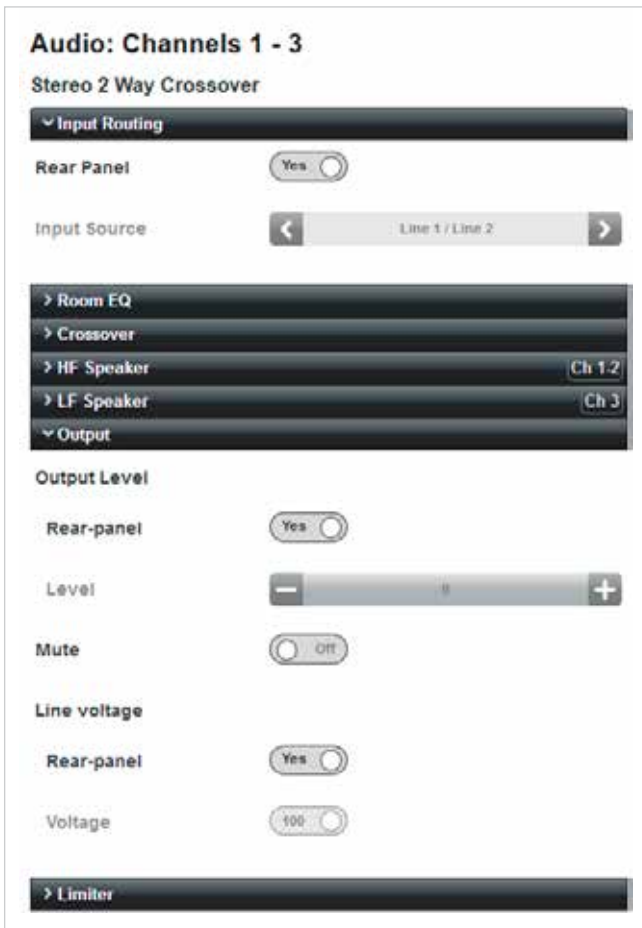 Audio: Channels 1 - 3
Stereo 2 Way Crossover
Input Routing
Rear Panel Yes
Input Source Line 1 / Line 2
Room EQ
Crossover
HF Speaker Ch 1-2
LF Speaker Ch 3
Output
Output Level
Rear-panel Yes
Level 0
Mute Off
Line voltage
Rear-panel Yes
Voltage 100
Limiter